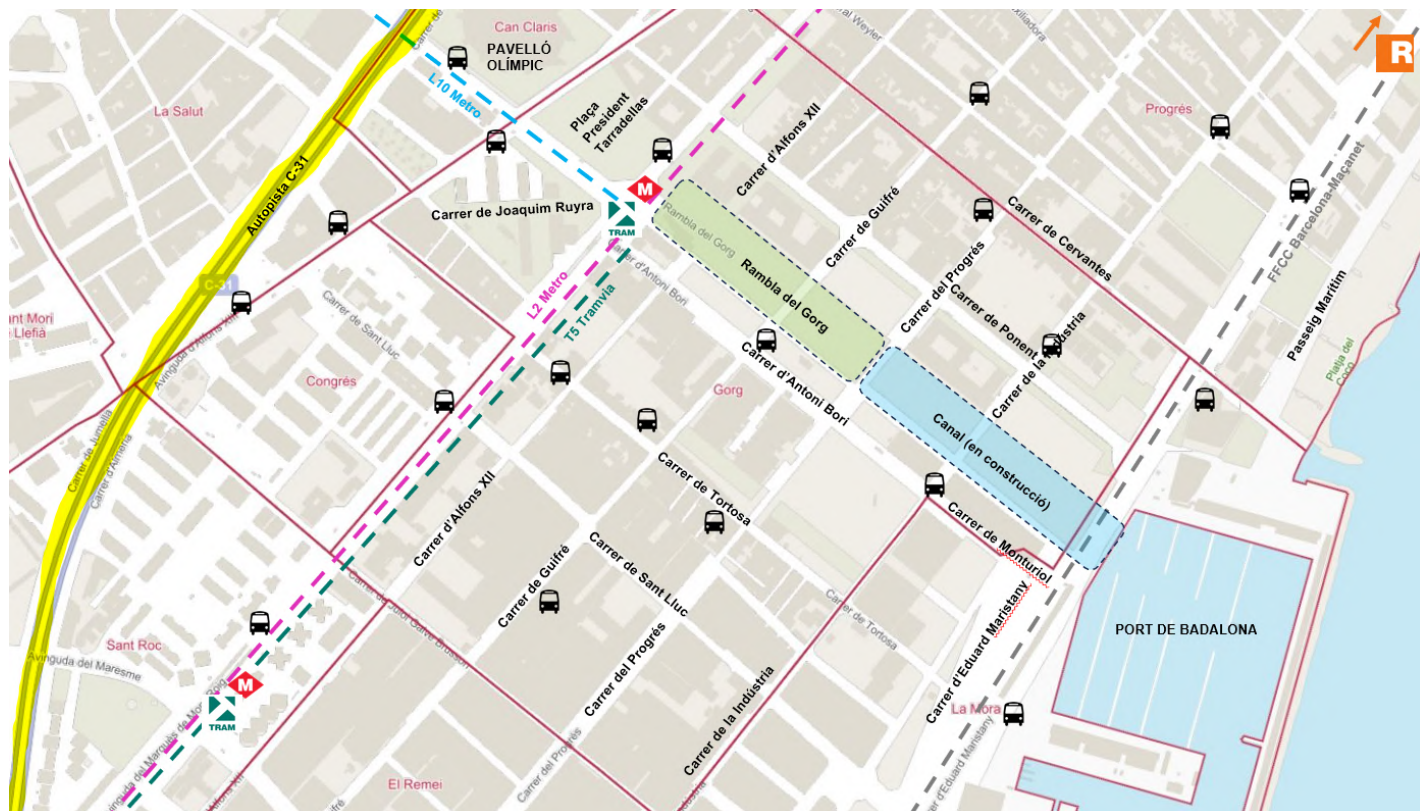 Can Claris
PAVELLÓ
OLÍMPIC
R
La Salut
L10 Metro
Plaça
President
Tarradellas
Carrer d'Alfons XII
Progrés
Autopista C-31
M
TRAM
Carrer de Joaquim Ruyra
Rambla del Gorg
Rambla del Gorg
Carrer de Guifré
Carrer de Cervantes
FFCC Barcelona-Maçanet
Passeig Marítim
Platja del
Coco
C-31
Carrer d'Antoni Bori
L2 Metro
T5 Tramvia
Carrer del Progrés
Carrer de Ponent
Carrer de la
ústria
Sant Mori
Llefià
Avinguda d'Alfons XIII
Carrer de Sant Lluc
Congrés
Gorg
Carrer d'Antoni Bori
Canal (en construcció)
Carrer de Jumella
Carrer d'Almeria
Carrer d'Alfons XII
Carrer de Tortosa
Carrer de Monturiol
Carrer de Guifré
Carrer de Sant Lluc
Carrer de Tortosa
Carrer d'Eduard Maristany
PORT DE BADALONA
Sant Roc
Avinguda del Maresme
M
TRAM
Carrer del Progrés
Carrer de la Indústria
La Mora
Carrer del Progrés
El Remei